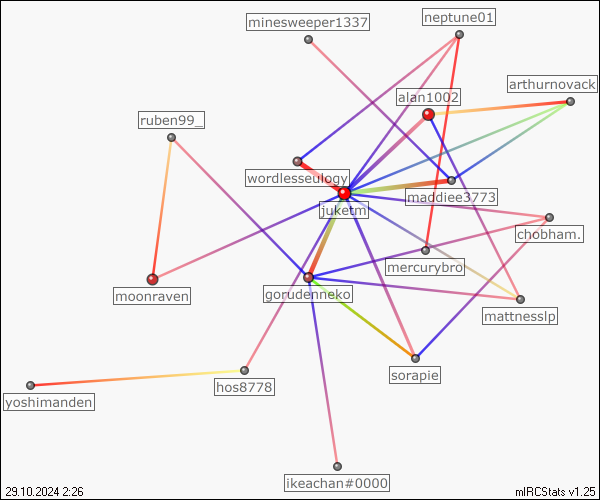 minesweeper1337
neptune01
arthurnovack
alan1002
ruben99_
wordlesseulogy
maddiee3773
juketm
chobham.
mercurybro
moonraven
gorudenneko
mattnesslp
sorapie
hos8778
yoshimanden
ikeachan#0000
29.10.2024 2:26
mIRCStats v1.25